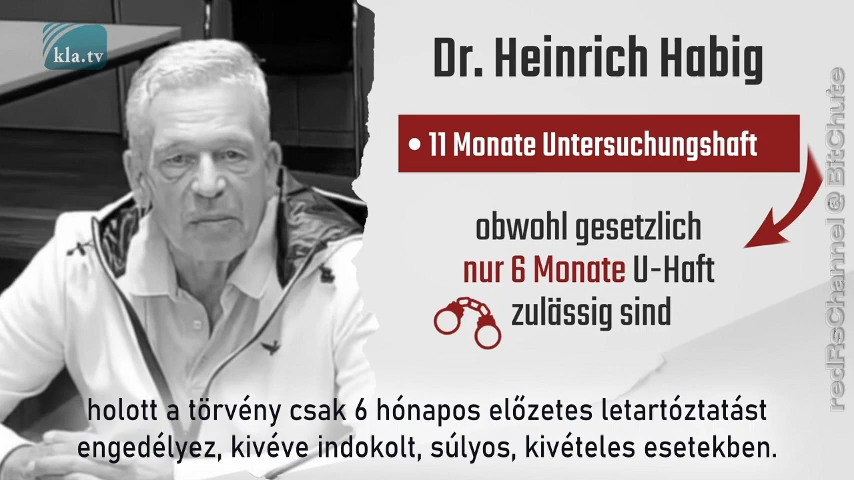 kla.tv
Dr. Heinrich Habig
• 11 Monate Untersuchungshaft
obwohl gesetzlich
nur 6 Monate U-Haft
zulässig sind
holott a törvény csak 6 hónapos előzetes letartóztatást
engedélyez, kivéve indokolt, súlyos, kivételes esetekben.
redRsChannel @ BitChute